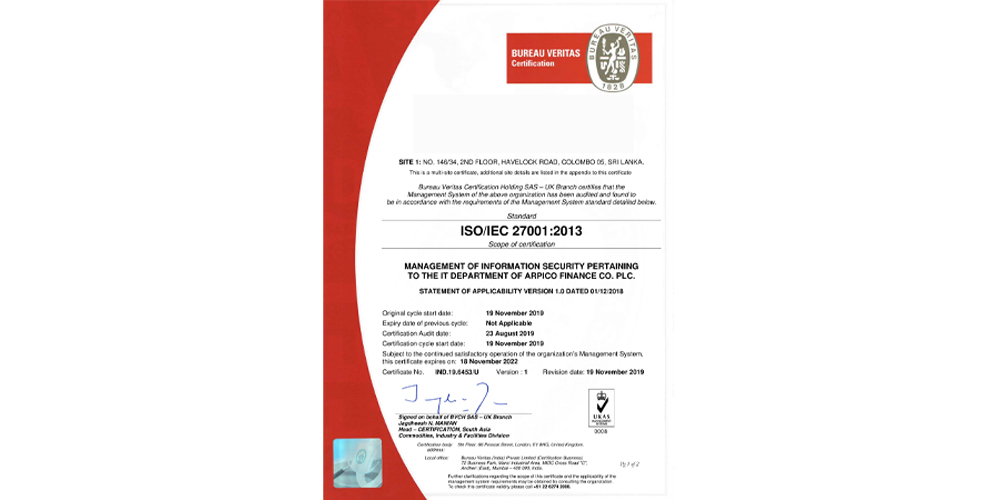 BUREAU VERITAS
Certification
BUREAU VERITAS
1828
SITE 1: NO. 146/34, 2ND FLOOR, HAVELOCK ROAD, COLOMBO 05, SRI LANKA.
This is a multi-site certificate, additional site details are listed in the appendix to this certificate
Bureau Veritas Certification Holding SAS – UK Branch certifies that the
Management System of the above organization has been audited and found to
be in accordance with the requirements of the Management System standard detailed below.
Standard
ISO/IEC 27001:2013
Scope of certification
MANAGEMENT OF INFORMATION SECURITY PERTAINING
TO THE IT DEPARTMENT OF ARPICO FINANCE CO. PLC.
STATEMENT OF APPLICABILITY VERSION 1.0 DATED 01/12/2018
Original cycle start date: 19 November 2019
Expiry date of previous cycle: Not Applicable
Certification Audit date: 23 August 2019
Certification cycle start date: 19 November 2019
Subject to the continued satisfactory operation of the organization's Management System,
this certificate expires on: 18 November 2022
Certificate No. IND.19.6453/U Version : 1 Revision date: 19 November 2019
Signed on behalf of BVCH SAS – UK Branch
Jagdheesh N. MANIAN
Head – CERTIFICATION, South Asia
Commodities, Industry & Facilities Division
UKAS
MANAGEMENT
SYSTEMS
0008
Certification body
address: 5th Floor, 66 Prescot Street, London, E1 8HG, United Kingdom.
Local office: Bureau Veritas (India) Private Limited (Certification Business)
72 Business Park, Marol Industrial Area, MIDC Cross Road "C",
Andheri (East), Mumbai – 400 093, India.
Pg 1 of 2
Further clarifications regarding the scope of this certificate and the applicability of the
management system requirements may be obtained by consulting the organization
To check this certificate validity please call +91 22 6274 2000.